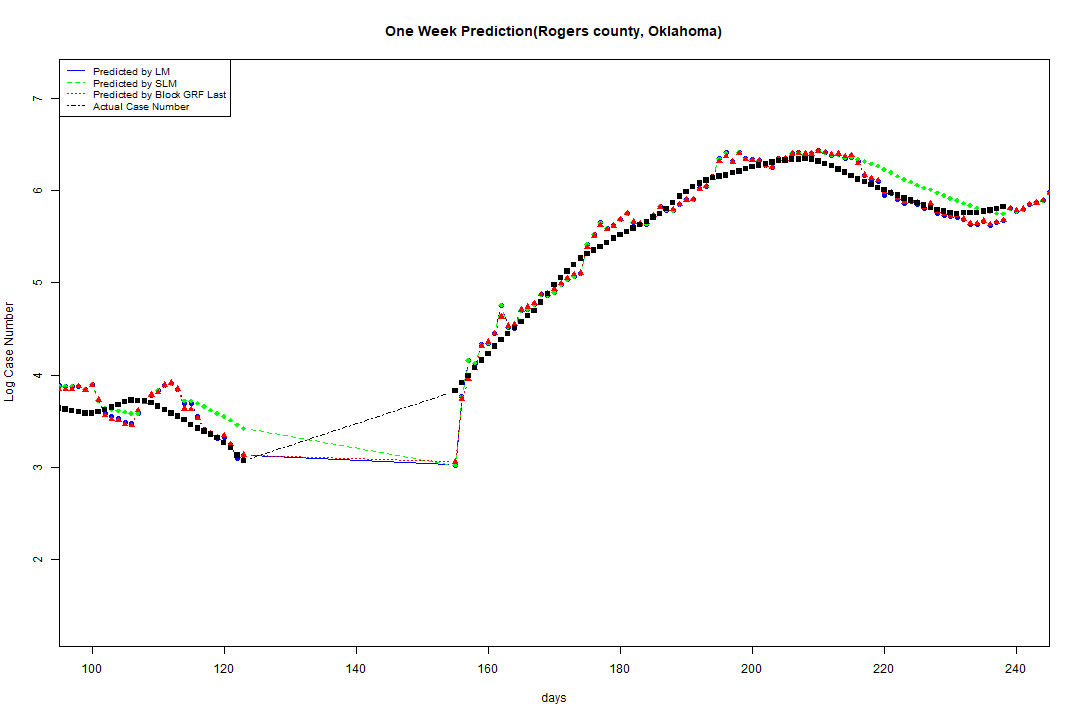 One Week Prediction(Rogers county, Oklahoma)
Predicted by LM
Predicted by SLM
Predicted by Block GRF Last
Actual Case Number
7
6
5
4
3
2
Log Case Number
100 120 140 160 180 200 220 240
days